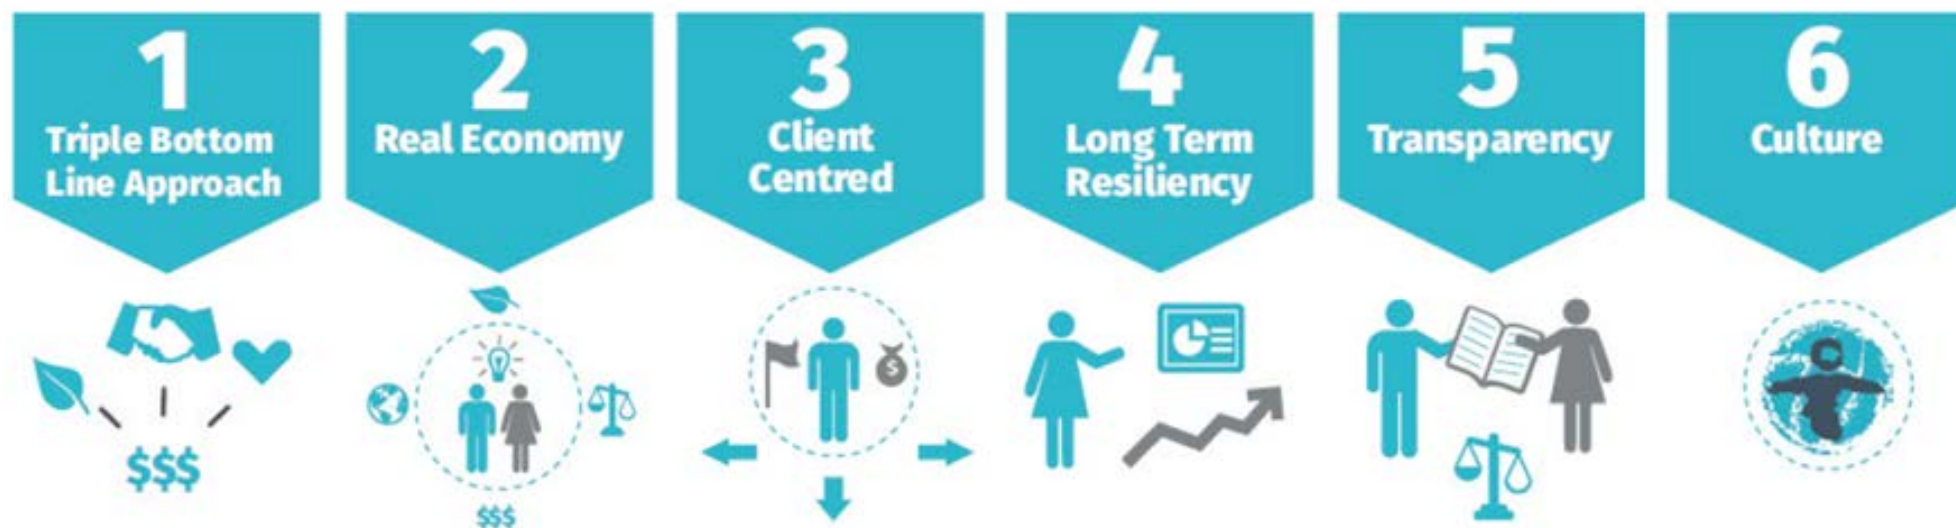 1
Triple Bottom
Line Approach
2
Real Economy
3
Client
Centred
4
Long Term
Resiliency
5
Transparency
6
Culture
$$$
$$$
$